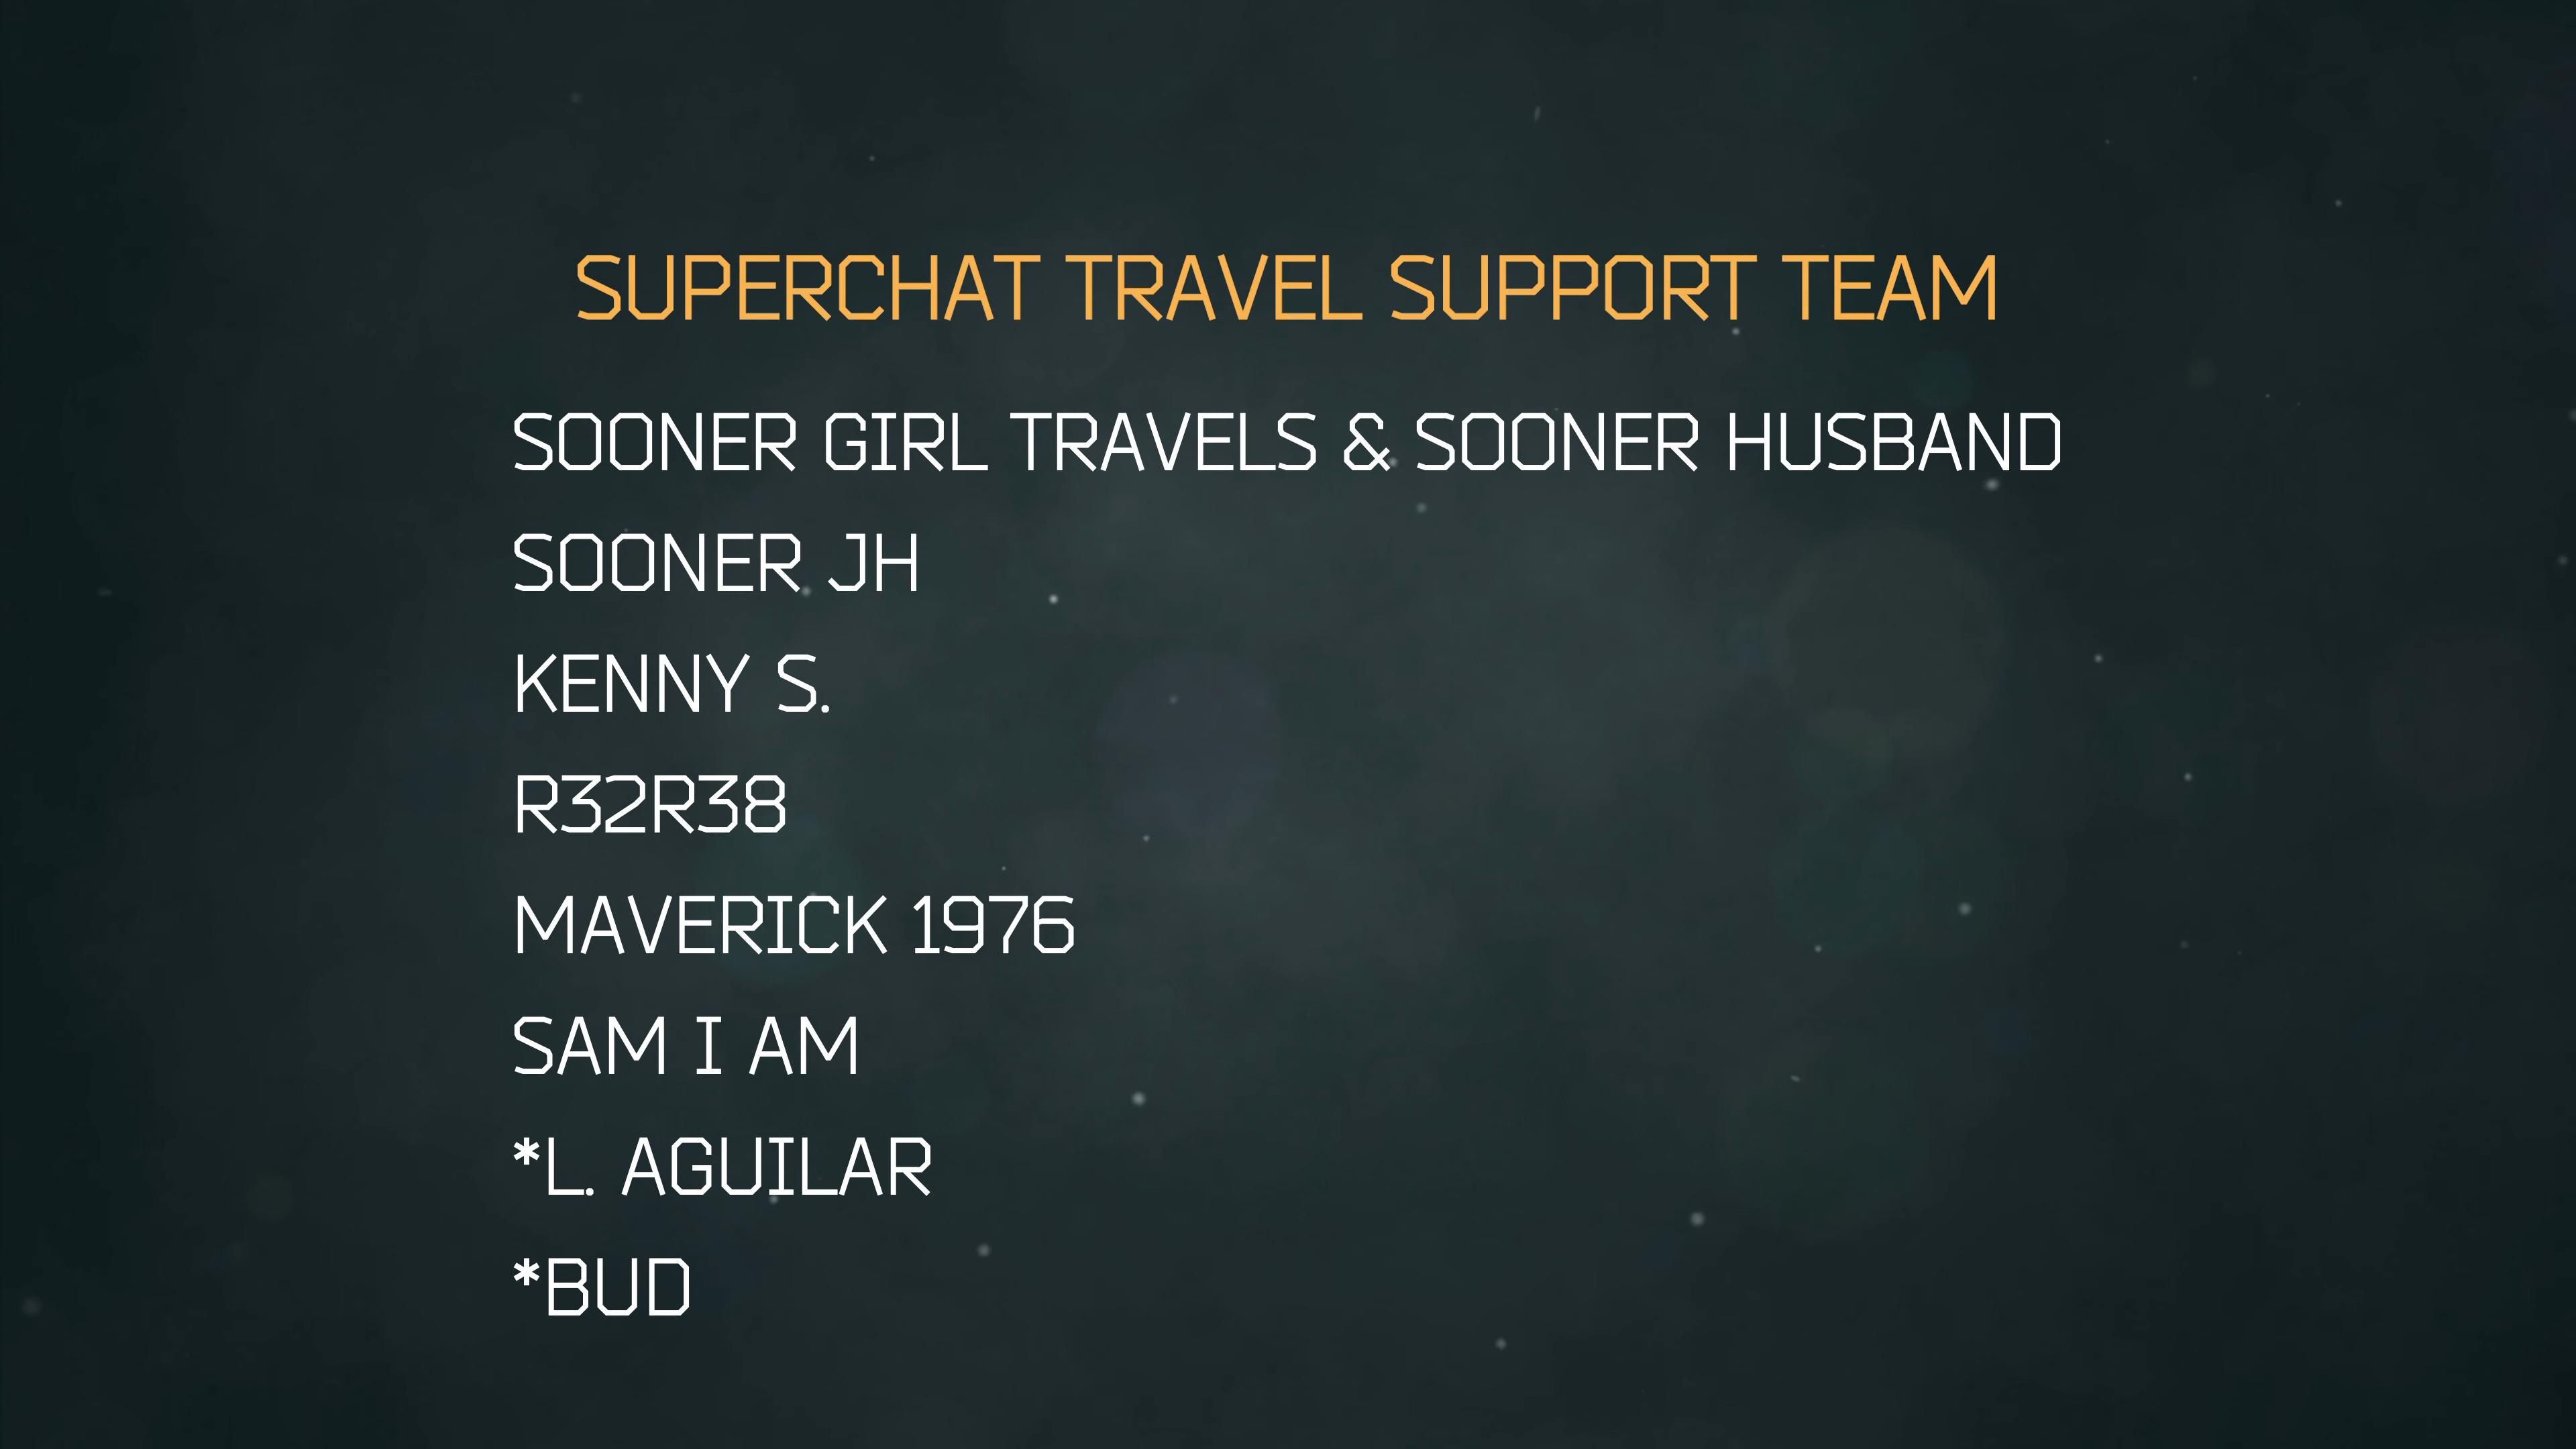 SUPERCHAT TRAVEL SUPPORT TEAM
SOONER GIRL TRAVELS & SOONER HUSBAND
SOONER JH
KENNY S.
R32R38
MAVERICK 1976
SAM I AM
*L. AGUILAR
*BUD